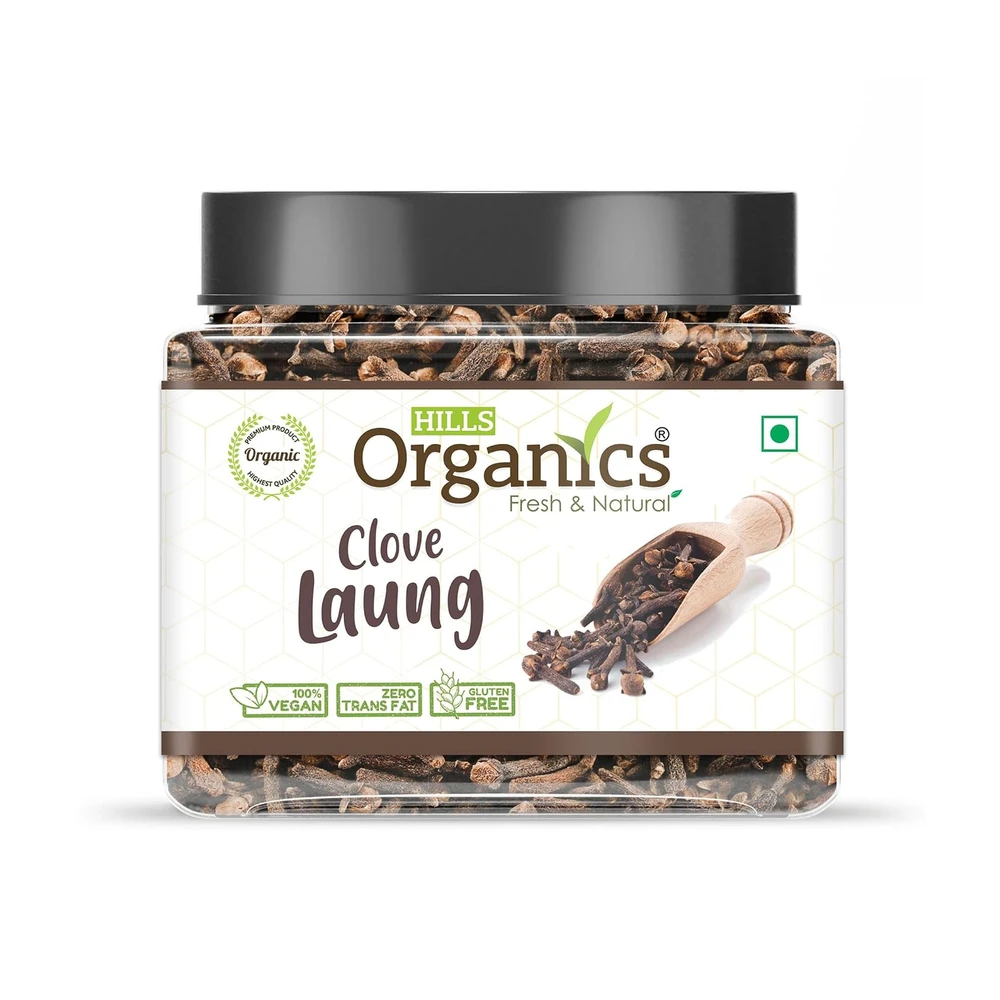 HILLS
Organics®
Fresh & Natural
PREMIUM PRODUCT
Organic
HIGHEST QUALITY
Clove
Laung
100%
VEGAN
ZERO
TRANS FAT
GLUTEN
FREE